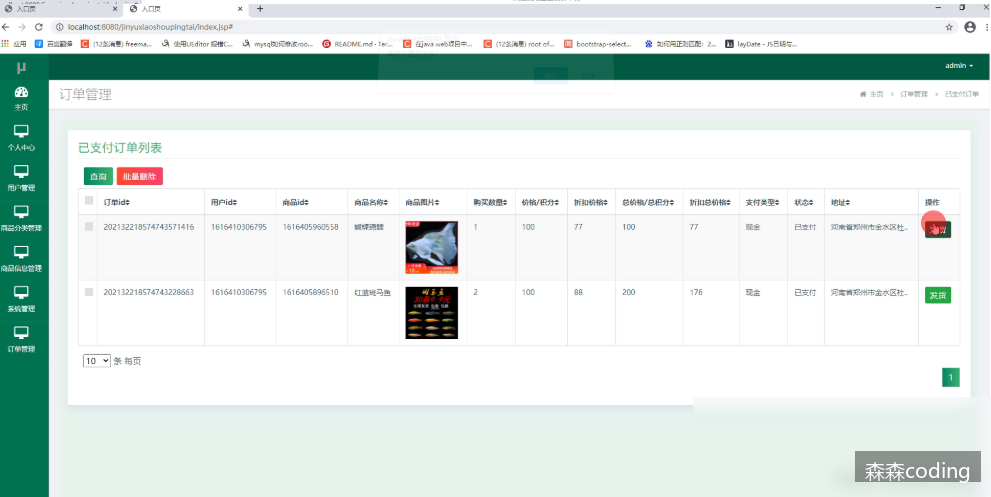 入口页
入口页
localhost:8080/jinyuxiaoshoupingtai/index.jsp#
应用
百度翻译
(12条消息) freema...
使用UEditor 报错C...
mysql如何修改roo...
README.md · Ter...
在java web项目中...
(12条消息) root of...
bootstrap-select...
如何用正则匹配: 2...
layDate - JS日期与...
μ
admin
主页
个人中心
用户管理
商品分类管理
商品信息管理
系统管理
订单管理
订单管理
主页 > 订单管理 > 已支付订单
已支付订单列表
查询 批量删除
订单id 用户id 商品id 商品名称 商品图片 购买数量 价格/积分 折扣价格 总价格/总积分 折扣总价格 支付类型 状态 地址 操作
202132218574743571416 1616410306795 1616405960558 蝴蝶锦鲤 1 100 77 100 77 现金 已支付 河南省郑州市金水区杜..
202132218574743228663 1616410306795 1616405896510 红蓝斑马鱼 2 100 88 200 176 现金 已支付 河南省郑州市金水区杜.. 发货
10 条 每页
1
森森coding